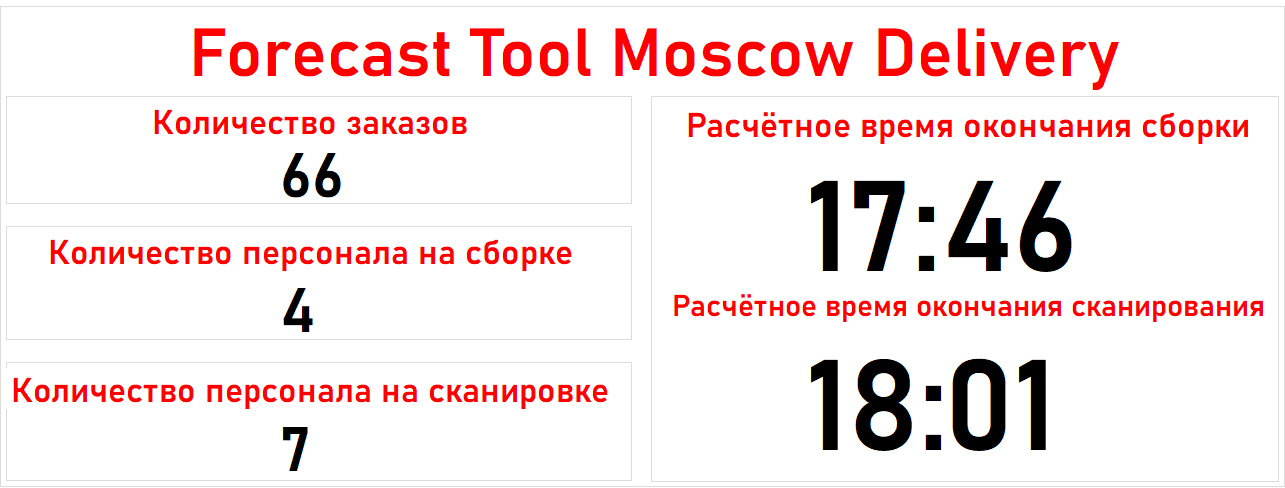 Forecast Tool Moscow Delivery
Количество заказов
66
Количество персонала на сборке
4
Количество персонала на сканировке
7
Расчётное время окончания сборки
17:46
Расчётное время окончания сканирования
18:01